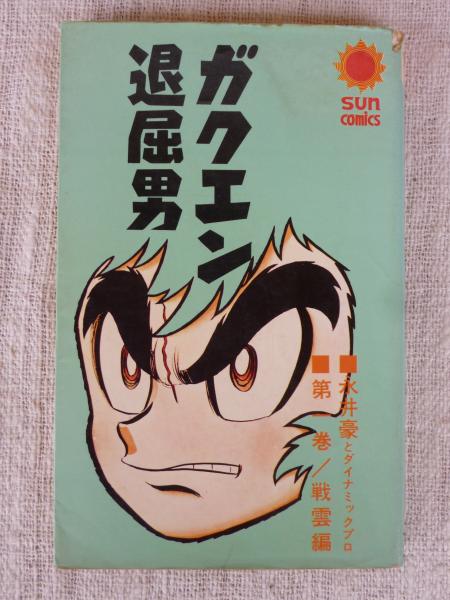 ガクエン
退屈男
sun
comics
■永井豪とダイナミックプロ
■第一巻/戦雲編